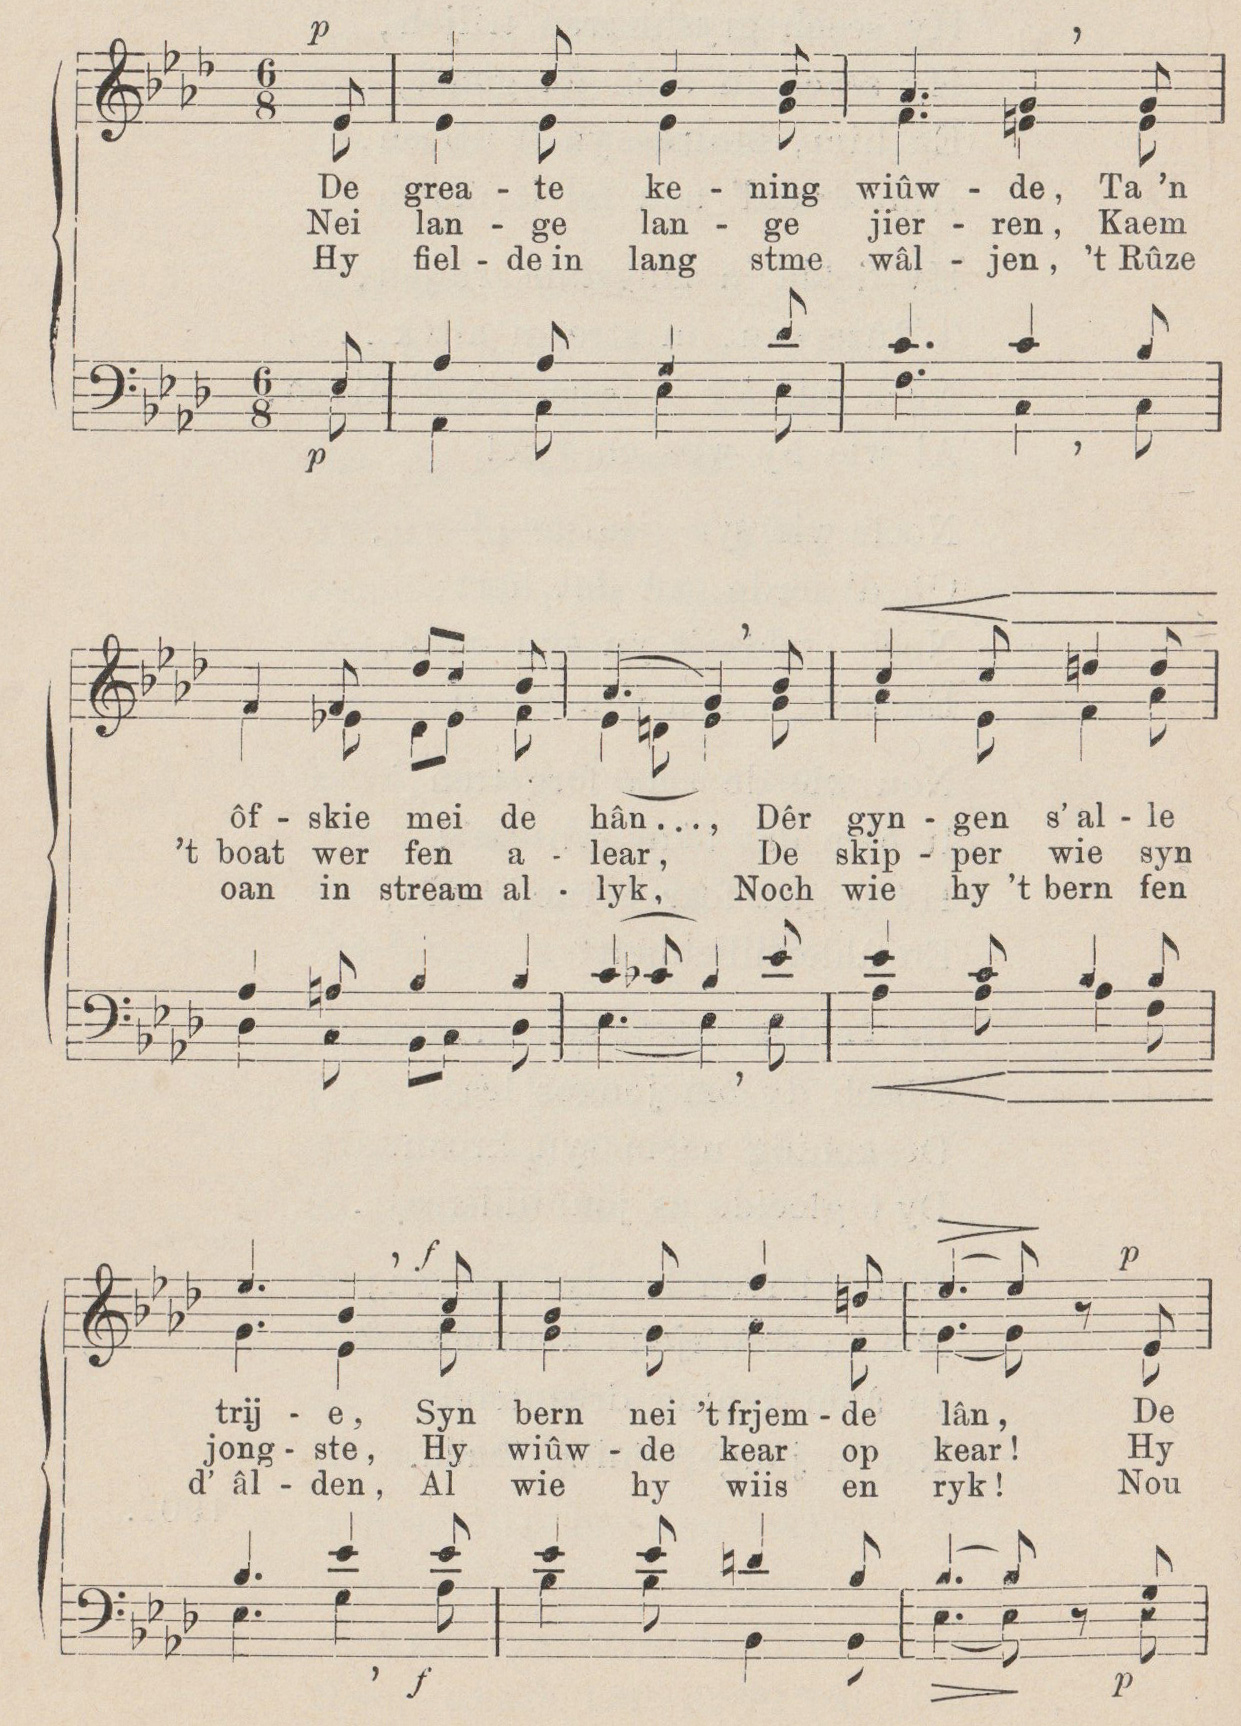 p
6
8
De grea - te ke - ning wiûw - de, Ta 'n
Nei lan - ge lan - ge jier - ren, Kaem
Hy fiel - de in lang stme wâl - jen, 't Rûze
6
8
p
ôf - skie mei de hân..., Dêr gyn - gen s' al - le
't boat wer fen a - lear, De skip - per wie syn
oan in stream al - lyk, Noch wie hy 't bern fen
f
p
trij - e, Syn bern nei 't frjem - de lân, De
jong - ste, Hy wiûw - de kear op kear! Hy
d' âl - den, Al wie hy wiis en ryk! Nou
f
p